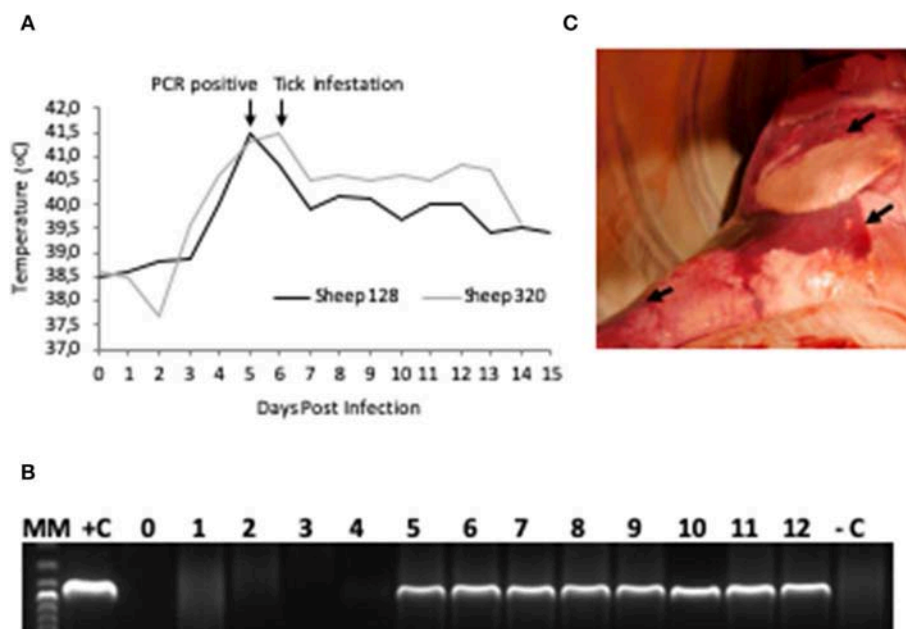 A
C
PCR positive Tick Infestation
42,0
41,5
41,0
40,5
40,0
39,5
39,0
38,5
38,0
37,5
37,0
Temperature (ºC)
Sheep 128 Sheep 320
0 1 2 3 4 5 6 7 8 9 10 11 12 13 14 15
Days Post Infection
B
MM +C 0 1 2 3 4 5 6 7 8 9 10 11 12 - C